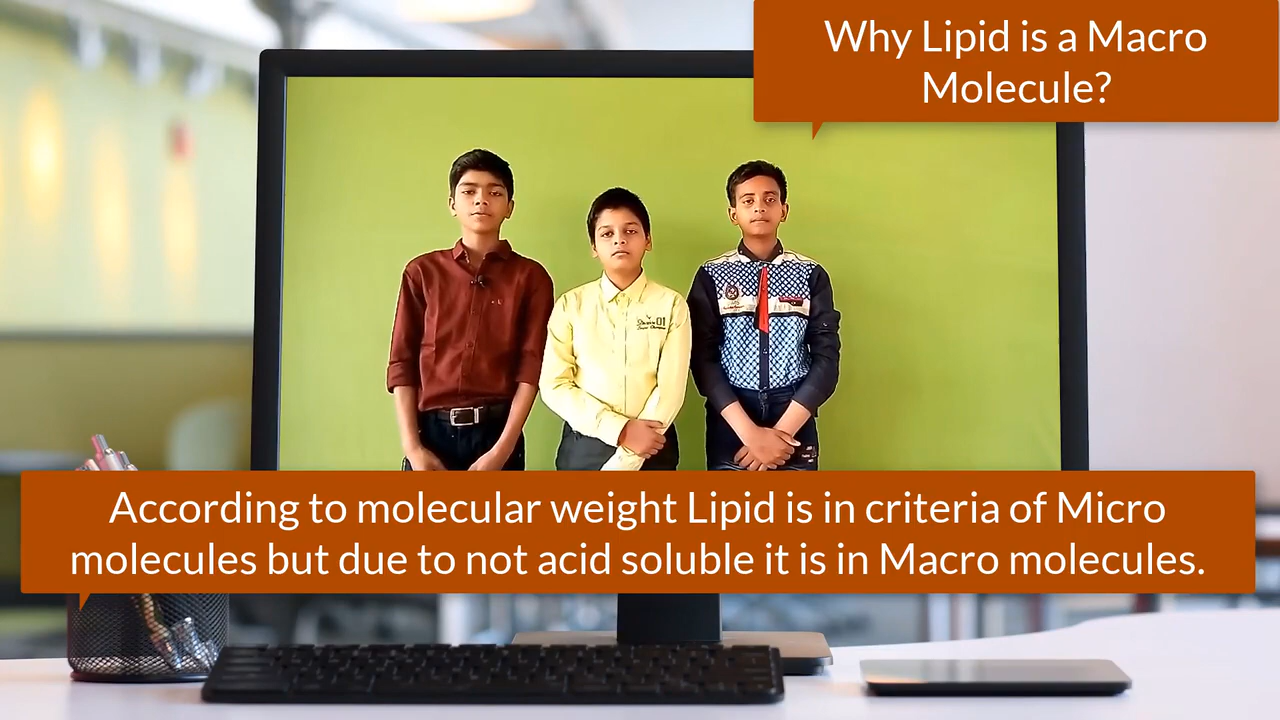 Why Lipid is a Macro
Molecule?
01
According to molecular weight Lipid is in criteria of Micro
molecules but due to not acid soluble it is in Macro molecules.